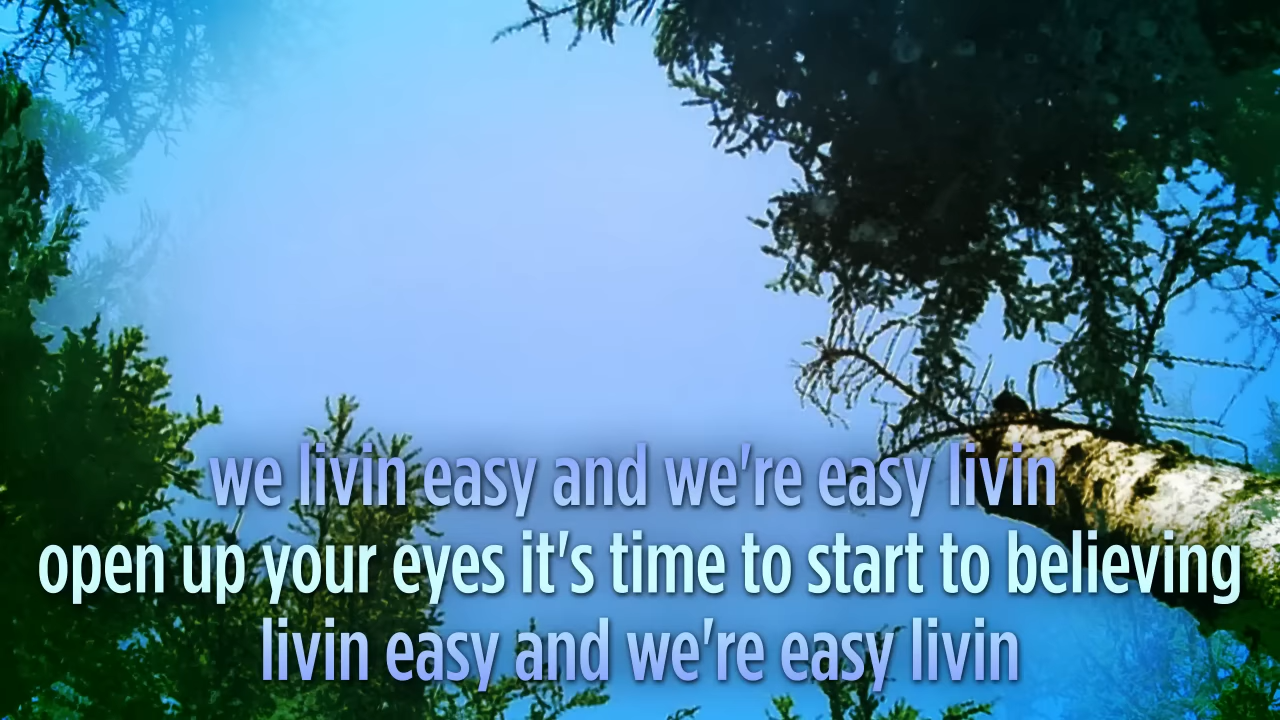 we livin easy and we're easy livin
open up your eyes it's time to start to believing
livin easy and we're easy livin